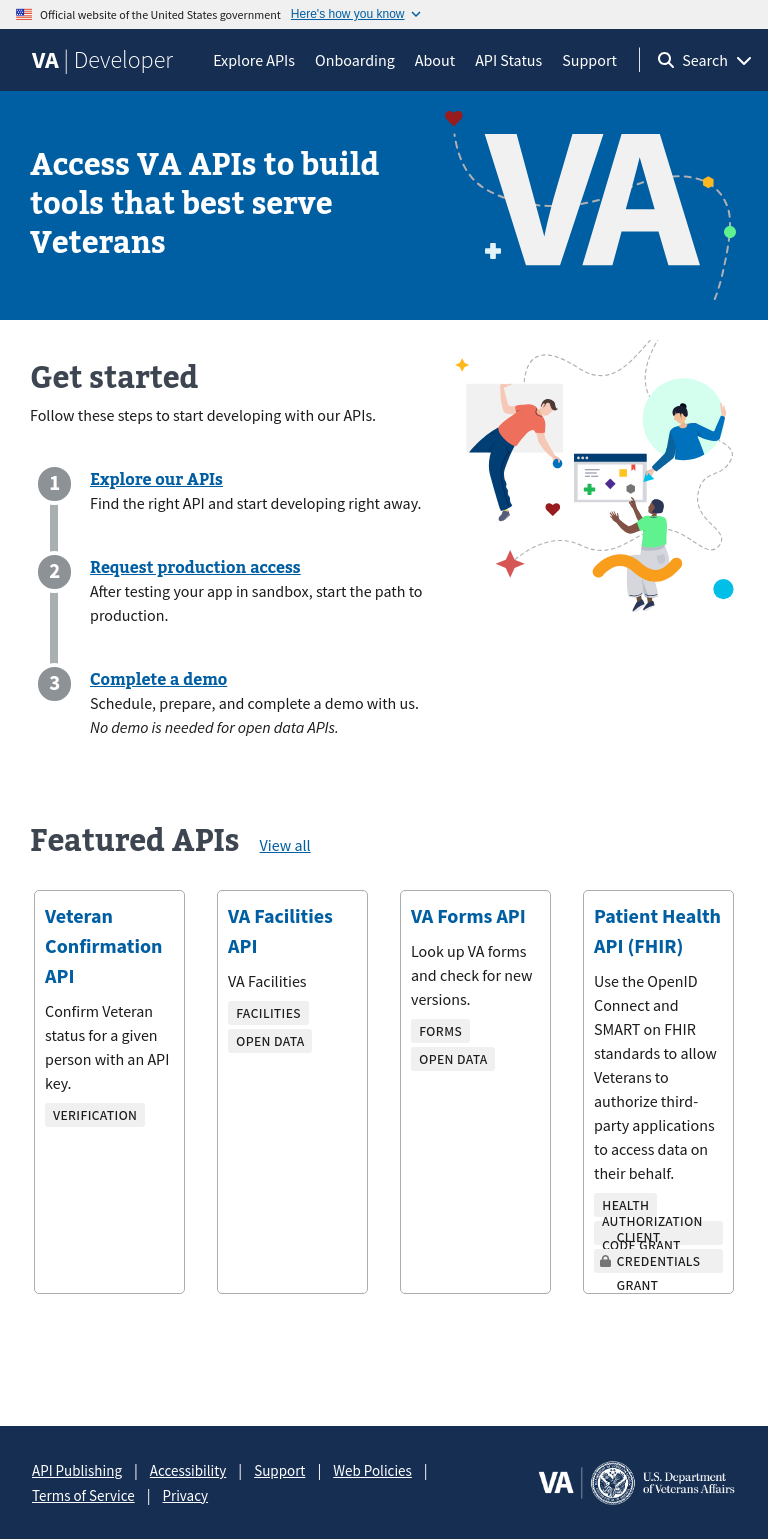 Official website of the United States government Here's how you know
VA | Developer Explore APIs Onboarding About API Status Support Search
Access VA APIs to build
tools that best serve
Veterans
VA
Get started
Follow these steps to start developing with our APIs.
1 Explore our APIs
Find the right API and start developing right away.
2 Request production access
After testing your app in sandbox, start the path to
production.
3 Complete a demo
Schedule, prepare, and complete a demo with us.
No demo is needed for open data APIs.
Featured APIs View all
Veteran
Confirmation
API
Confirm Veteran
status for a given
person with an API
key.
VERIFICATION
VA Facilities
API
VA Facilities
FACILITIES
OPEN DATA
VA Forms API
Look up VA forms
and check for new
versions.
FORMS
OPEN DATA
Patient Health
API (FHIR)
Use the OpenID
Connect and
SMART on FHIR
standards to allow
Veterans to
authorize third-
party applications
to access data on
their behalf.
HEALTH
AUTHORIZATION
CODE GRANT
CLIENT
CREDENTIALS
GRANT
API Publishing | Accessibility | Support | Web Policies |
Terms of Service | Privacy
VA | U.S. Department
of Veterans Affairs